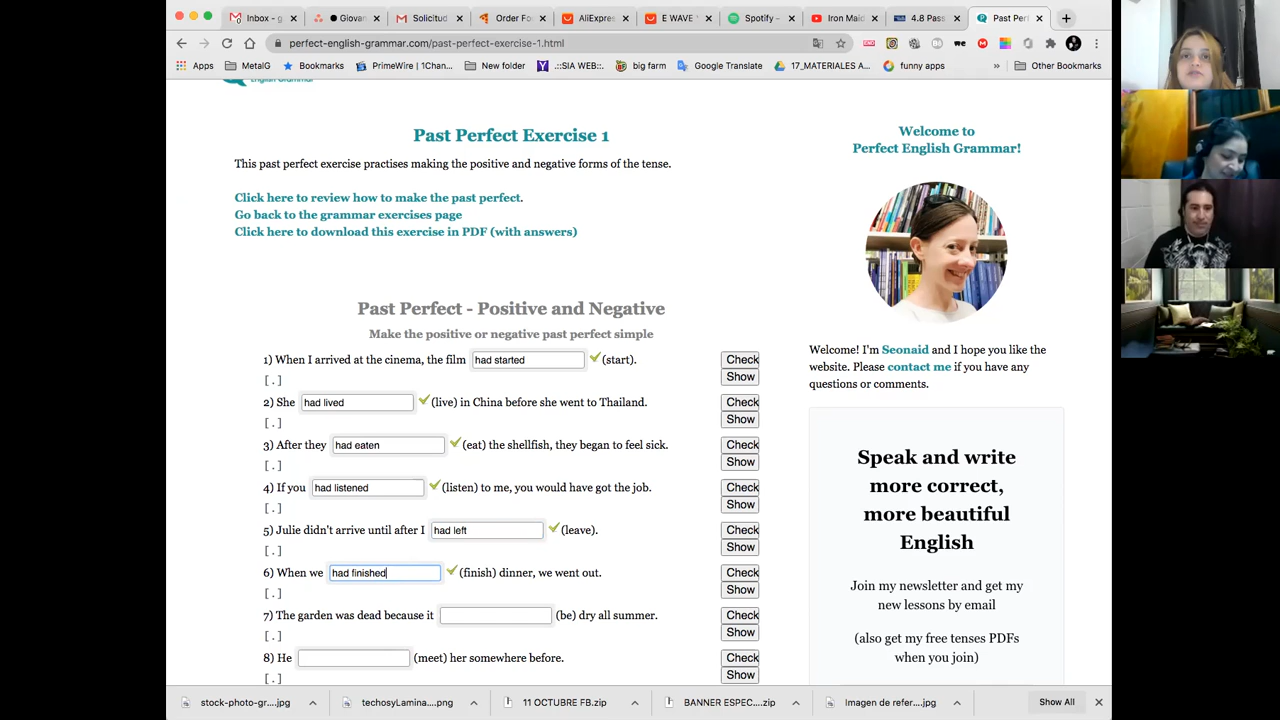 Inbox - g
Giovar
Solicitud
Order Fo
AliExpres
E WAVE
Spotify –
Iron Maid
4.8 Pass
Past Perf
perfect-english-grammar.com/past-perfect-exercise-1.html
Apps
MetalG
Bookmarks
PrimeWire | 1Chan...
New folder
.::SIA WEB::.
big farm
Google Translate
17_MATERIALES A...
funny apps
»
Other Bookmarks
English Grammar
Past Perfect Exercise 1
This past perfect exercise practises making the positive and negative forms of the tense.
Click here to review how to make the past perfect.
Go back to the grammar exercises page
Click here to download this exercise in PDF (with answers)
Past Perfect - Positive and Negative
Make the positive or negative past perfect simple
1) When I arrived at the cinema, the film had started (start). Check
[ . ] Show
2) She had lived (live) in China before she went to Thailand. Check
[ . ] Show
3) After they had eaten (eat) the shellfish, they began to feel sick. Check
[ . ] Show
4) If you had listened (listen) to me, you would have got the job. Check
[ . ] Show
5) Julie didn't arrive until after I had left (leave). Check
[ . ] Show
6) When we had finished (finish) dinner, we went out. Check
[ . ] Show
7) The garden was dead because it (be) dry all summer. Check
[ . ] Show
8) He (meet) her somewhere before. Check
[ . ] Show
Welcome to
Perfect English Grammar!
Welcome! I'm Seonaid and I hope you like the
website. Please contact me if you have any
questions or comments.
Speak and write
more correct,
more beautiful
English
Join my newsletter and get my
new lessons by email
(also get my free tenses PDFs
when you join)
stock-photo-gr....jpg
techosyLamina....png
11 OCTUBRE FB.zip
BANNER ESPEC....zip
Imagen de refer....jpg
Show All